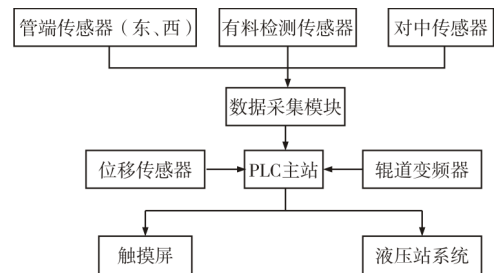 管端传感器（东、西）
有料检测传感器
对中传感器
数据采集模块
位移传感器
PLC主站
辊道变频器
触摸屏
液压站系统